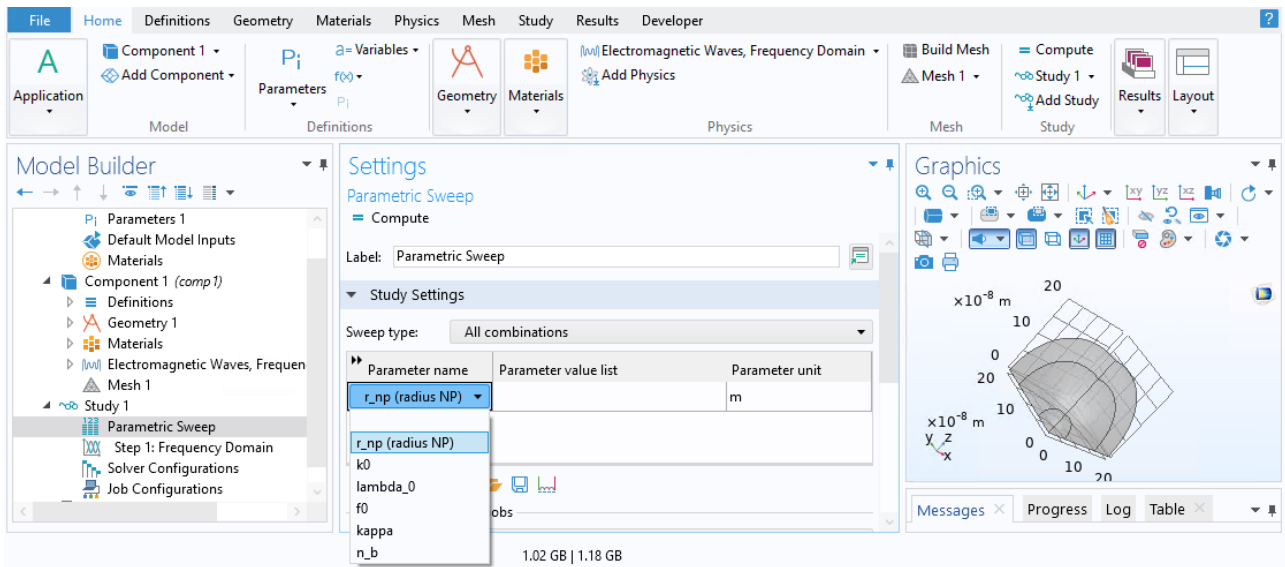 File Home Definitions Geometry Materials Physics Mesh Study Results Developer ?
A Application
Component 1
Add Component
Model
Pi Parameters
a= Variables
f(x)
Pi
Definitions
Geometry
Materials
Electromagnetic Waves, Frequency Domain
Add Physics
Physics
Build Mesh
Mesh 1
Mesh
= Compute
Study 1
Add Study
Study
Results
Layout
Model Builder
Pi Parameters 1
Default Model Inputs
Materials
Component 1 (comp1)
Definitions
Geometry 1
Materials
Electromagnetic Waves, Frequen
Mesh 1
Study 1
Parametric Sweep
Step 1: Frequency Domain
Solver Configurations
Job Configurations
Settings
Parametric Sweep
= Compute
Label: Parametric Sweep
Study Settings
Sweep type: All combinations
Parameter name Parameter value list Parameter unit
r_np (radius NP) m
r_np (radius NP)
k0
lambda_0
f0
kappa
n_b
obs
1.02 GB | 1.18 GB
Graphics
xy yz xz
×10⁻⁸ m
20
10
0
20
×10⁻⁸ m
10
0
0
10
20
y z
x
Messages Progress Log Table